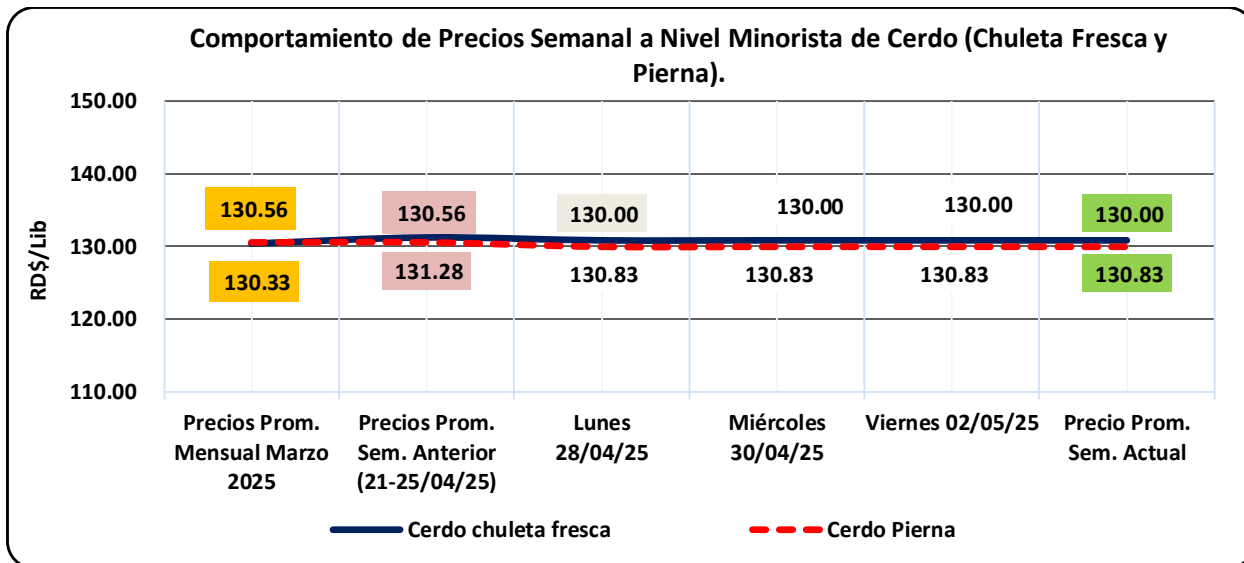 Comportamiento de Precios Semanal a Nivel Minorista de Cerdo (Chuleta Fresca y
Pierna).
RD$/Lib
150.00
140.00
130.00
120.00
110.00
130.56
130.56
130.00
130.00
130.00
130.00
130.33
131.28
130.83
130.83
130.83
130.83
Precios Prom.
Mensual Marzo
2025
Precios Prom.
Sem. Anterior
(21-25/04/25)
Lunes
28/04/25
Miércoles
30/04/25
Viernes 02/05/25
Precio Prom.
Sem. Actual
Cerdo chuleta fresca
Cerdo Pierna